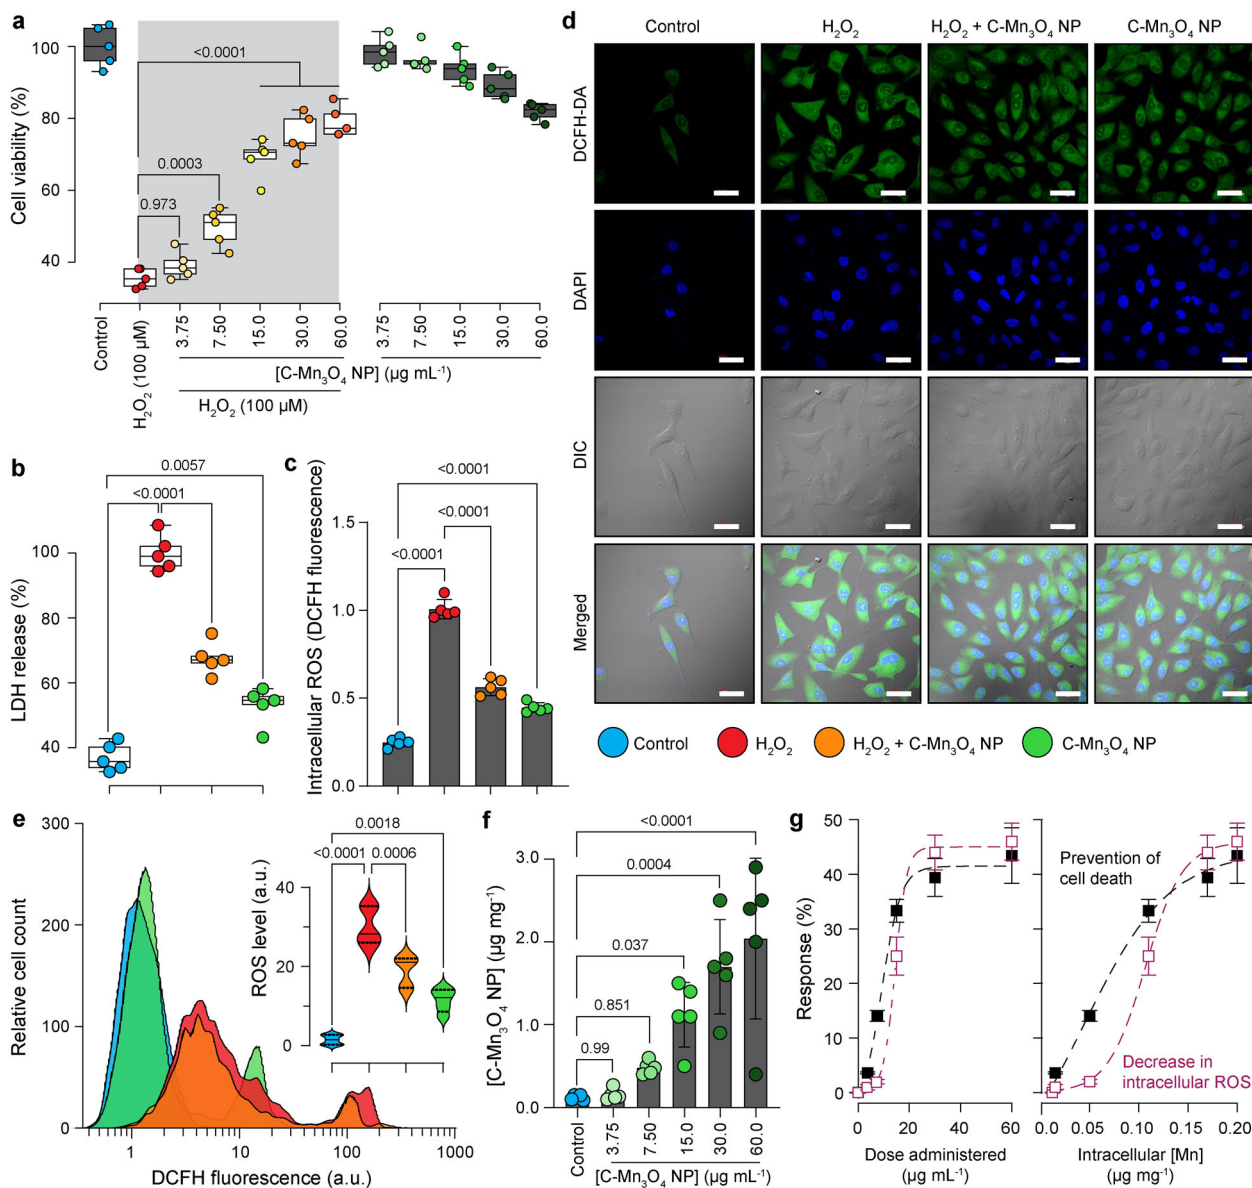 a
Cell viability (%)
100
80
60
40
<0.0001
0.0003
0.973
Control
H₂O₂ (100 µM)
3.75
7.50
15.0
30.0
60.0
3.75
7.50
15.0
30.0
60.0
[C-Mn₃O₄ NP] (µg mL⁻¹)
H₂O₂ (100 µM)
d
Control
H₂O₂
H₂O₂ + C-Mn₃O₄ NP
C-Mn₃O₄ NP
DCFH-DA
DAPI
DIC
Merged
Control
H₂O₂
H₂O₂ + C-Mn₃O₄ NP
C-Mn₃O₄ NP
b
LDH release (%)
100
80
60
40
0.0057
<0.0001
c
Intracellular ROS (DCFH fluorescence)
1.5
1.0
0.5
0.0
<0.0001
<0.0001
<0.0001
e
Relative cell count
300
200
100
0
1
10
100
1000
DCFH fluorescence (a.u.)
ROS level (a.u.)
40
20
0
0.0018
<0.0001
0.0006
f
[C-Mn₃O₄ NP] (µg mg⁻¹)
3.0
2.0
1.0
0.0
<0.0001
0.0004
0.037
0.851
0.99
Control
3.75
7.50
15.0
30.0
60.0
[C-Mn₃O₄ NP] (µg mL⁻¹)
g
Response (%)
50
40
30
20
10
0
0
20
40
60
Dose administered
(µg mL⁻¹)
Prevention of
cell death
Decrease in
intracellular ROS
0.0
0.05
0.10
0.15
0.20
Intracellular [Mn]
(µg mg⁻¹)